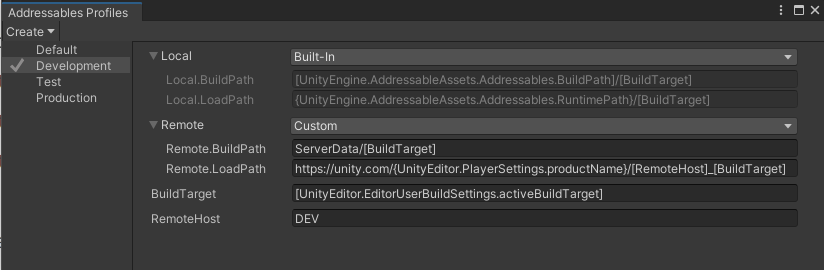 Addressables Profiles
Create
Default
Development
Test
Production
Local Built-In
Local.BuildPath [UnityEngine.AddressableAssets.Addressables.BuildPath]/[BuildTarget]
Local.LoadPath {UnityEngine.AddressableAssets.Addressables.RuntimePath}/[BuildTarget]
Remote Custom
Remote.BuildPath ServerData/[BuildTarget]
Remote.LoadPath https://unity.com/{UnityEditor.PlayerSettings.productName}/[RemoteHost]_[BuildTarget]
BuildTarget [UnityEditor.EditorUserBuildSettings.activeBuildTarget]
RemoteHost DEV